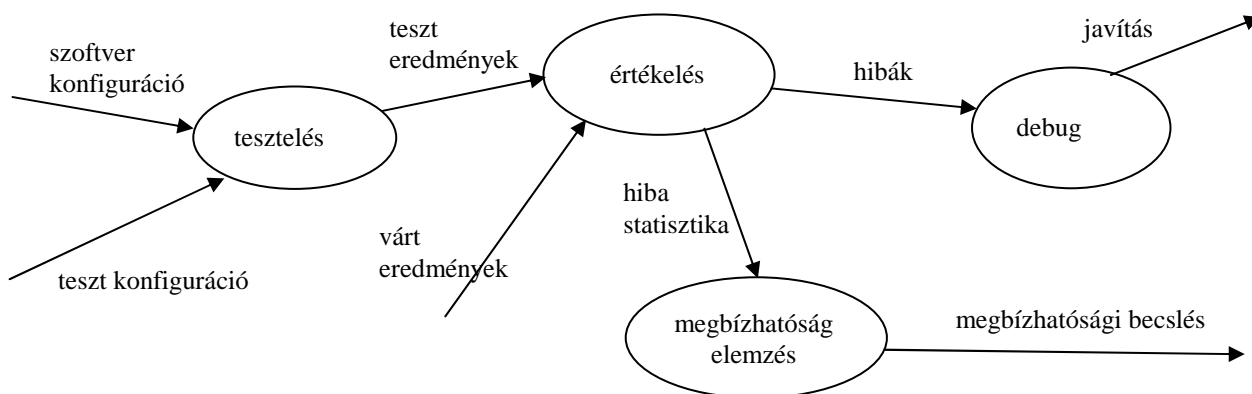 szoftver
konfiguráció
teszt
eredmények
értékelés
hibák
javítás
tesztelés
debug
teszt konfiguráció
várt
eredmények
hiba
statisztika
megbízhatóság
elemzés
megbízhatósági becslés